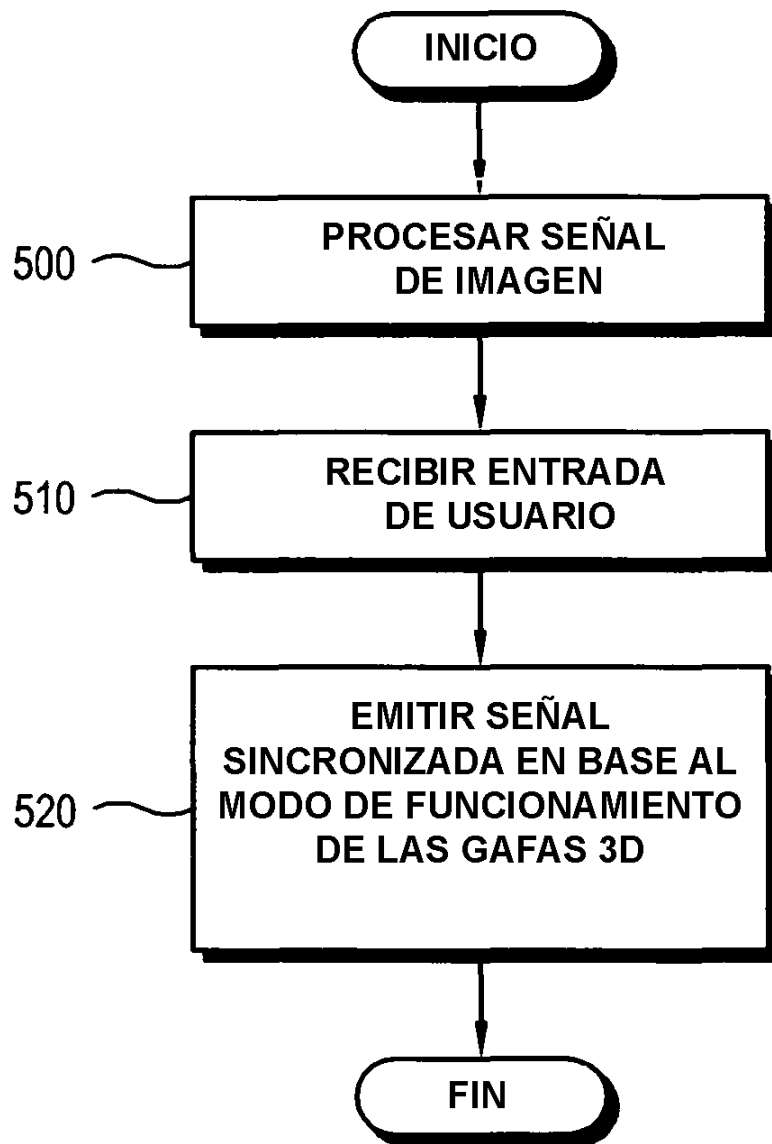 INICIO
500
PROCESAR SEÑAL
DE IMAGEN
510
RECIBIR ENTRADA
DE USUARIO
520
EMITIR SEÑAL
SINCRONIZADA EN BASE AL
MODO DE FUNCIONAMIENTO
DE LAS GAFAS 3D
FIN